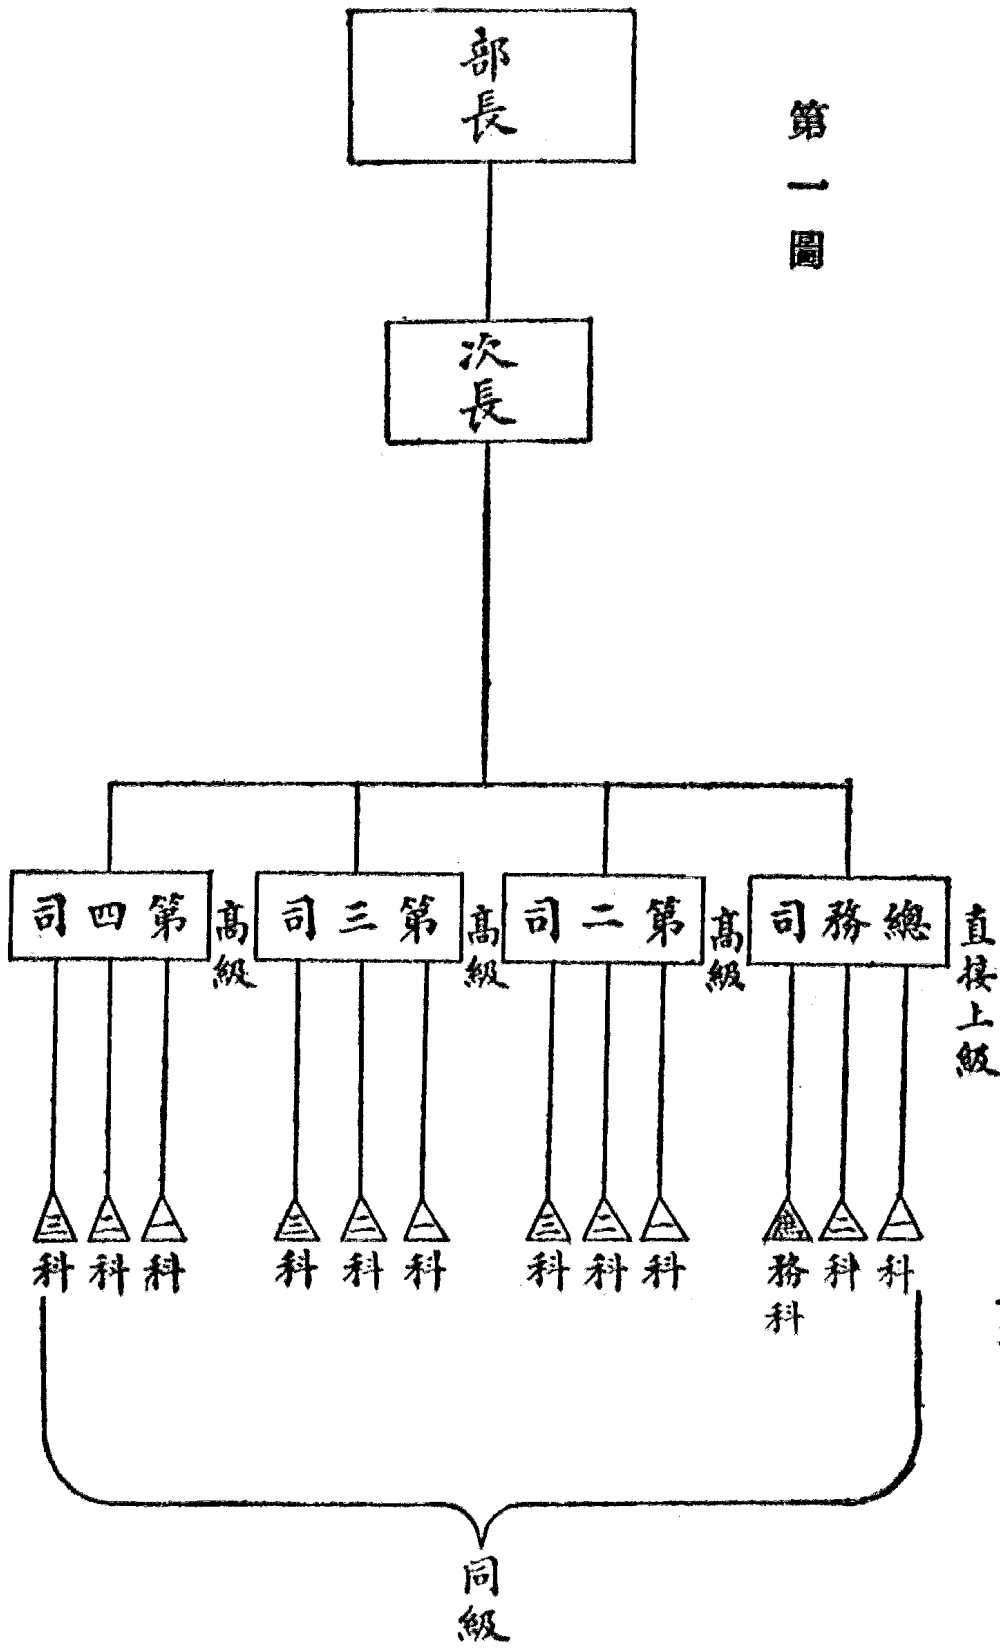 第一圖
部長
次長
直接上級
總務司
高級
第二司
高級
第三司
高級
第四司
一科
二科
庶務科
一科
二科
三科
一科
二科
三科
一科
二科
三科
同級